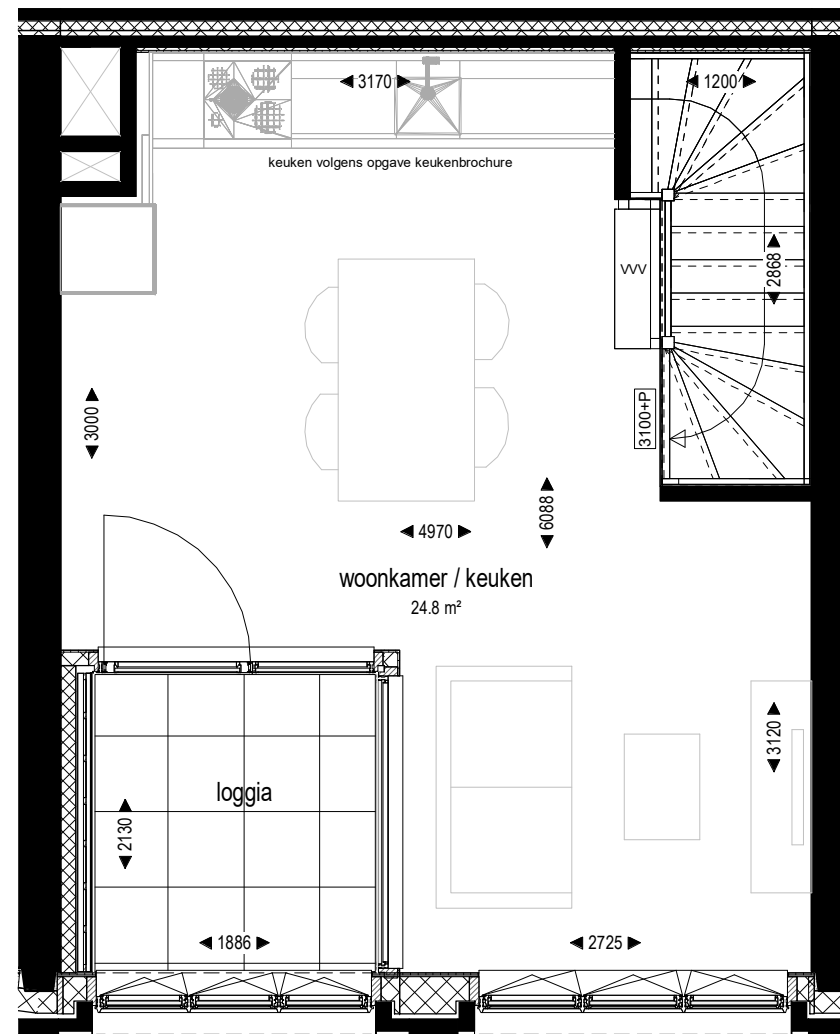 3170
1200
keuken volgens opgave keukenbrochure
VVV
2868
3000
3100+P
4970
6088
woonkamer / keuken
24.8 m²
3120
loggia
2130
1886
2725